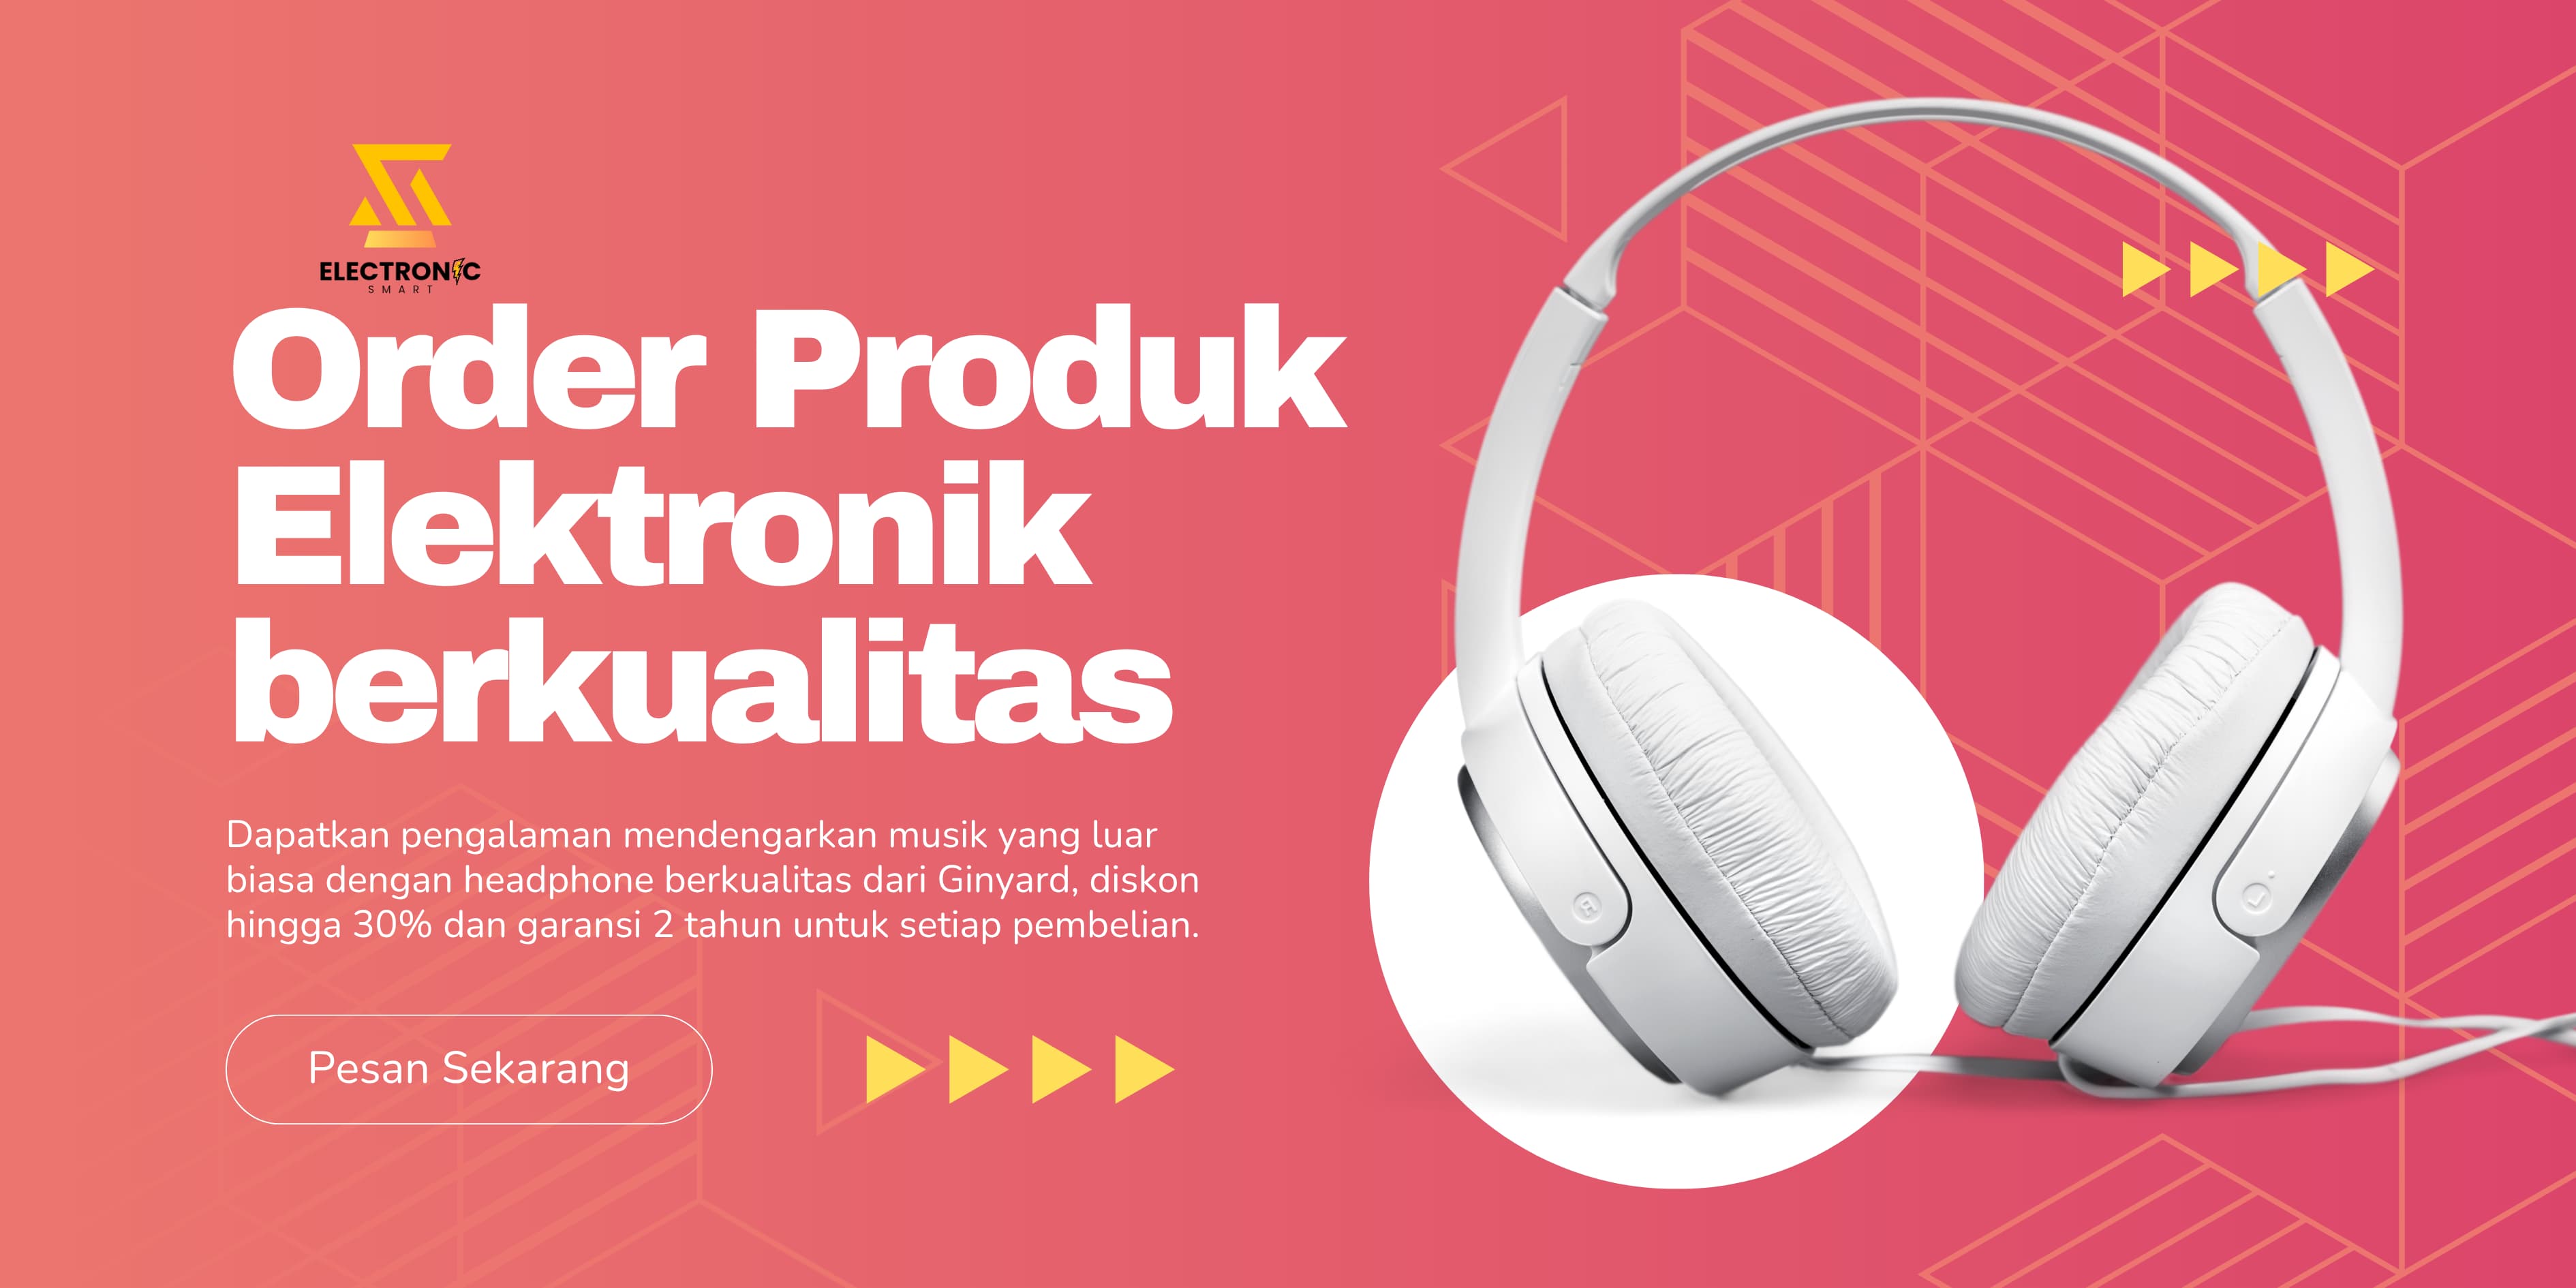 ELECTRONIC
SMART
Order Produk
Elektronik
berkualitas
Dapatkan pengalaman mendengarkan musik yang luar
biasa dengan headphone berkualitas dari Ginyard, diskon
hingga 30% dan garansi 2 tahun untuk setiap pembelian.
Pesan Sekarang
R
L